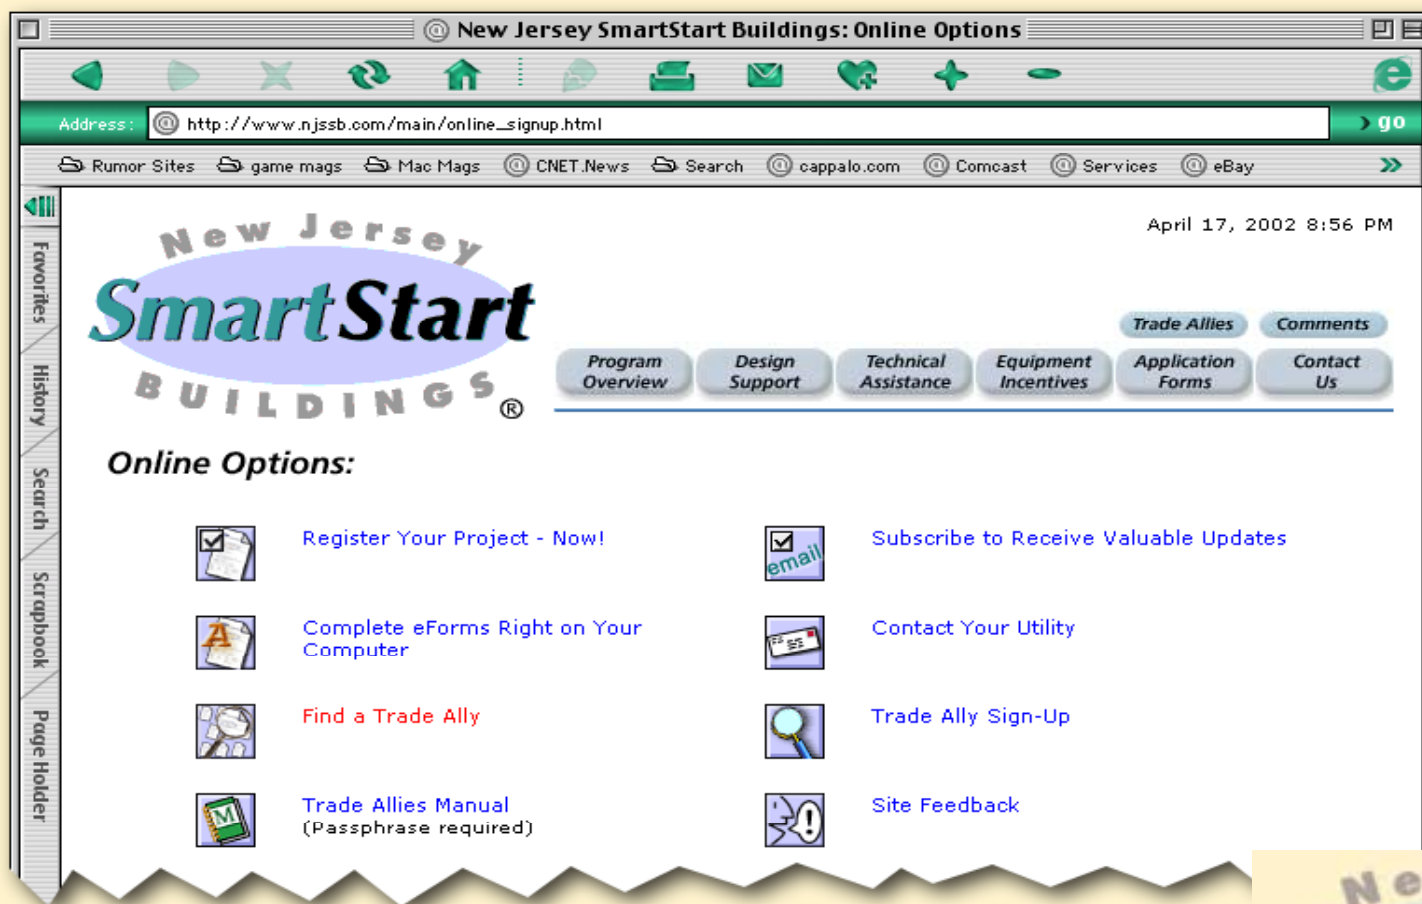 New Jersey SmartStart Buildings: Online Options
Address: http://www.njssb.com/main/online_signup.html go
Rumor Sites game mags Mac Mags CNET.News Search cappalo.com Comcast Services eBay
Favorites
History
Search
Scrapbook
Page Holder
April 17, 2002 8:56 PM
New Jersey
SmartStart
BUILDINGS®
Trade Allies Comments
Program Overview
Design Support
Technical Assistance
Equipment Incentives
Application Forms
Contact Us
Online Options:
Register Your Project - Now!
Subscribe to Receive Valuable Updates
email
Complete eForms Right on Your
Computer
Contact Your Utility
Find a Trade Ally
Trade Ally Sign-Up
Trade Allies Manual
(Passphrase required)
Site Feedback
Ne